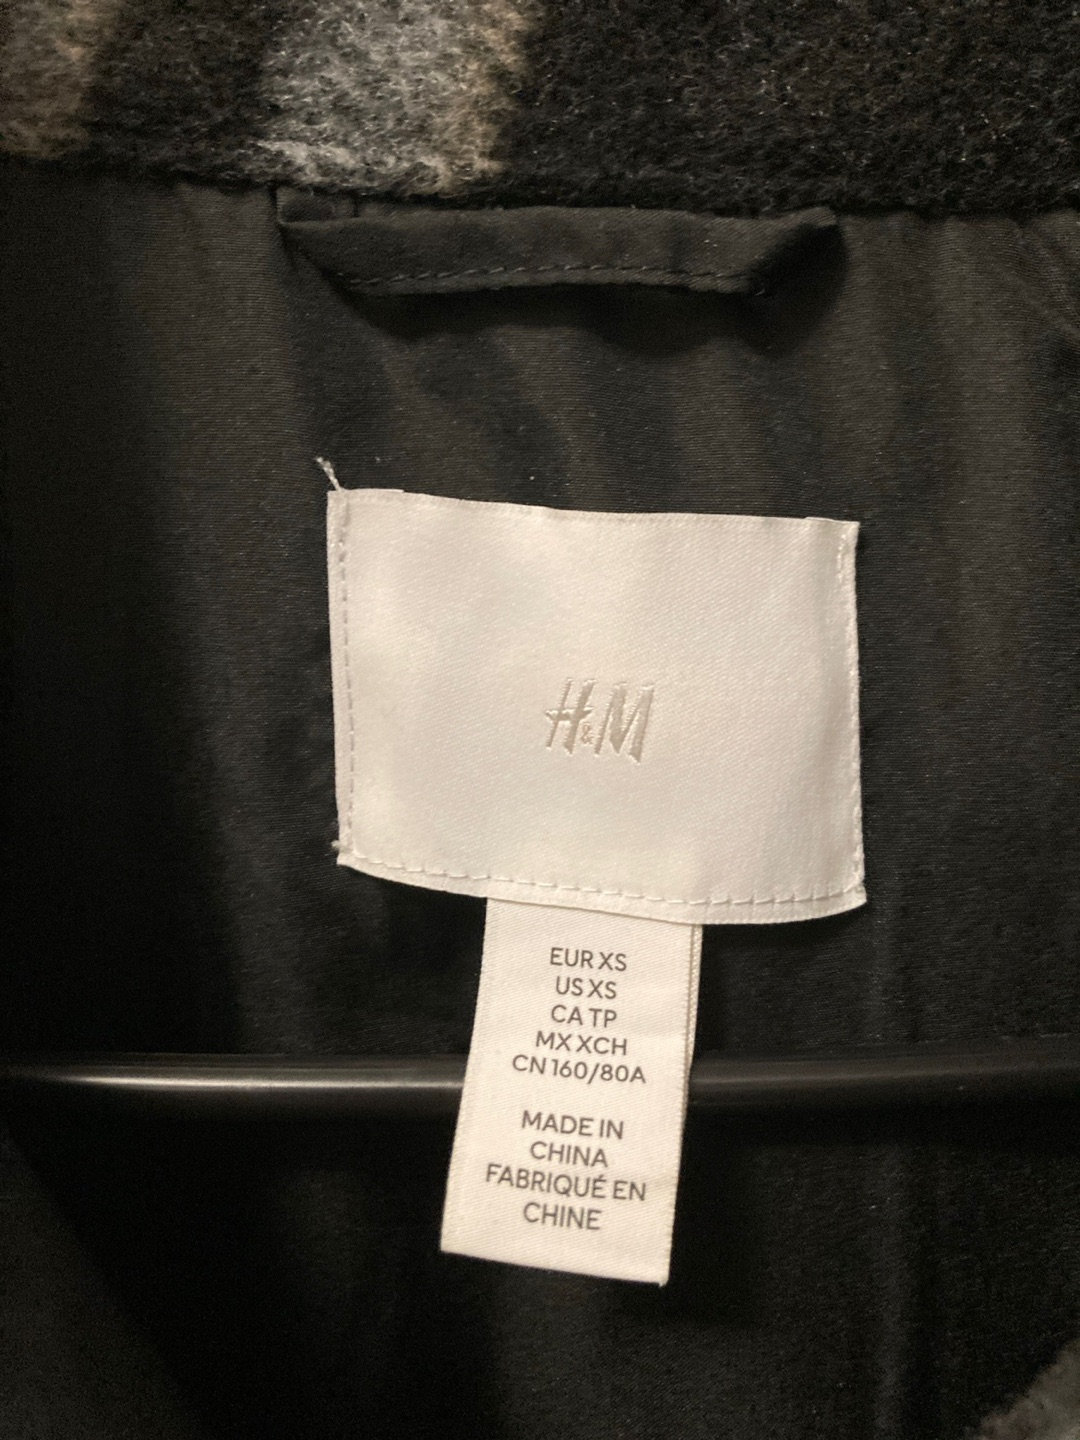 H&M
EUR XS
US XS
CA TP
MX XCH
CN 160/80A
MADE IN
CHINA
FABRIQUÉ EN
CHINE